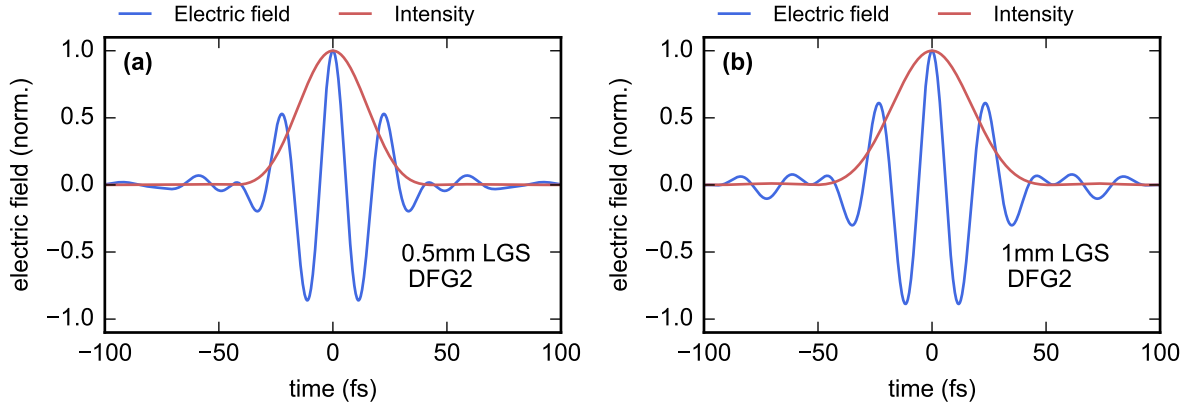 Electric field Intensity
(a)
1.0
0.5
0.0
−0.5
−1.0
electric field (norm.)
0.5mm LGS
DFG2
−100 −50 0 50 100
time (fs)
Electric field Intensity
(b)
1.0
0.5
0.0
−0.5
−1.0
electric field (norm.)
1mm LGS
DFG2
−100 −50 0 50 100
time (fs)